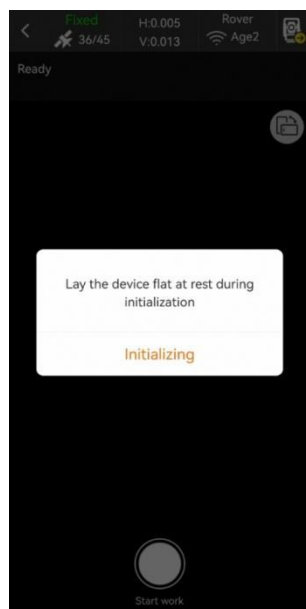 Fixed
36/45
H:0.005
V:0.013
Rover
Age2
Ready
Lay the device flat at rest during
initialization
Initializing
Start work